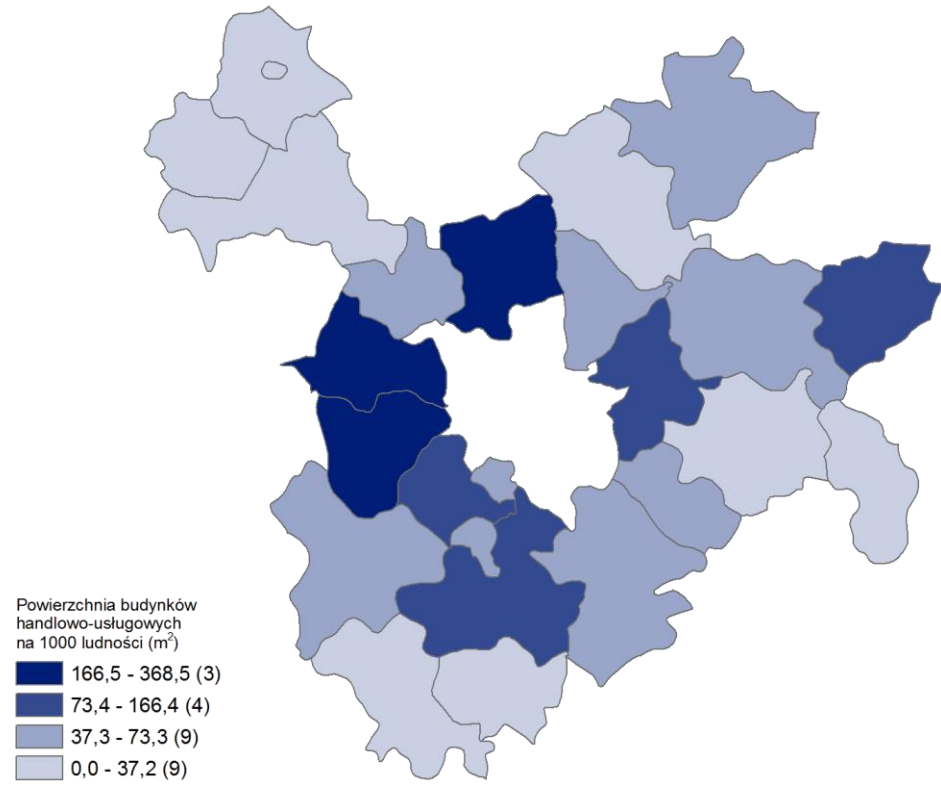 Powierzchnia budynków
handlowo-usługowych
na 1000 ludności (m²)
166,5 - 368,5 (3)
73,4 - 166,4 (4)
37,3 - 73,3 (9)
0,0 - 37,2 (9)